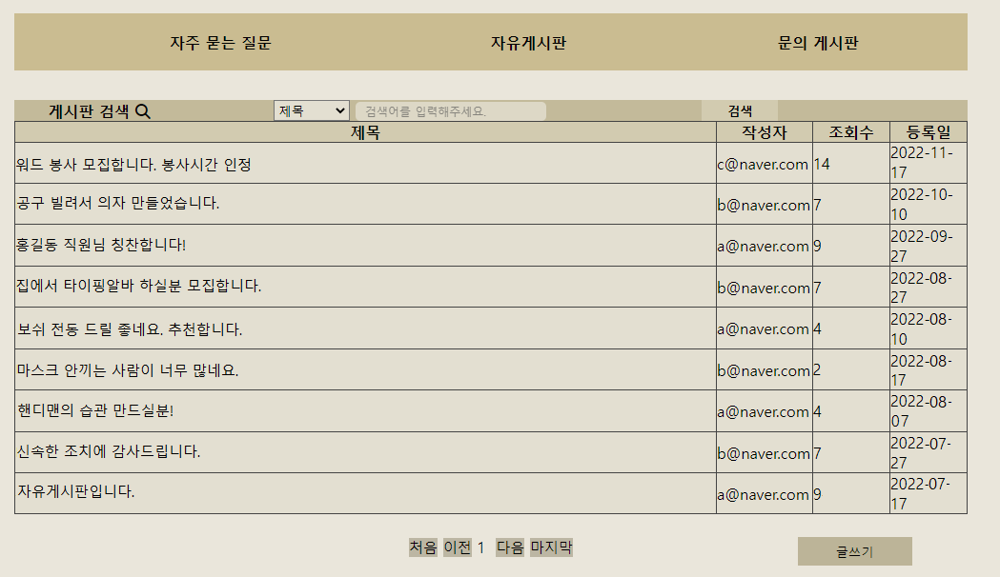 자주 묻는 질문 자유게시판 문의 게시판
게시판 검색 제목 검색어를 입력해주세요. 검색
제목 작성자 조회수 등록일
워드 봉사 모집합니다. 봉사시간 인정 c@naver.com 14 2022-11-17
공구 빌려서 의자 만들었습니다. b@naver.com 7 2022-10-10
홍길동 직원님 칭찬합니다! a@naver.com 9 2022-09-27
집에서 타이핑알바 하실분 모집합니다. b@naver.com 7 2022-08-27
보쉬 전동 드릴 좋네요. 추천합니다. a@naver.com 4 2022-08-10
마스크 안끼는 사람이 너무 많네요. b@naver.com 2 2022-08-17
핸디맨의 습관 만드실분! a@naver.com 4 2022-08-07
신속한 조치에 감사드립니다. b@naver.com 7 2022-07-27
자유게시판입니다. a@naver.com 9 2022-07-17
처음 이전 1 다음 마지막 글쓰기